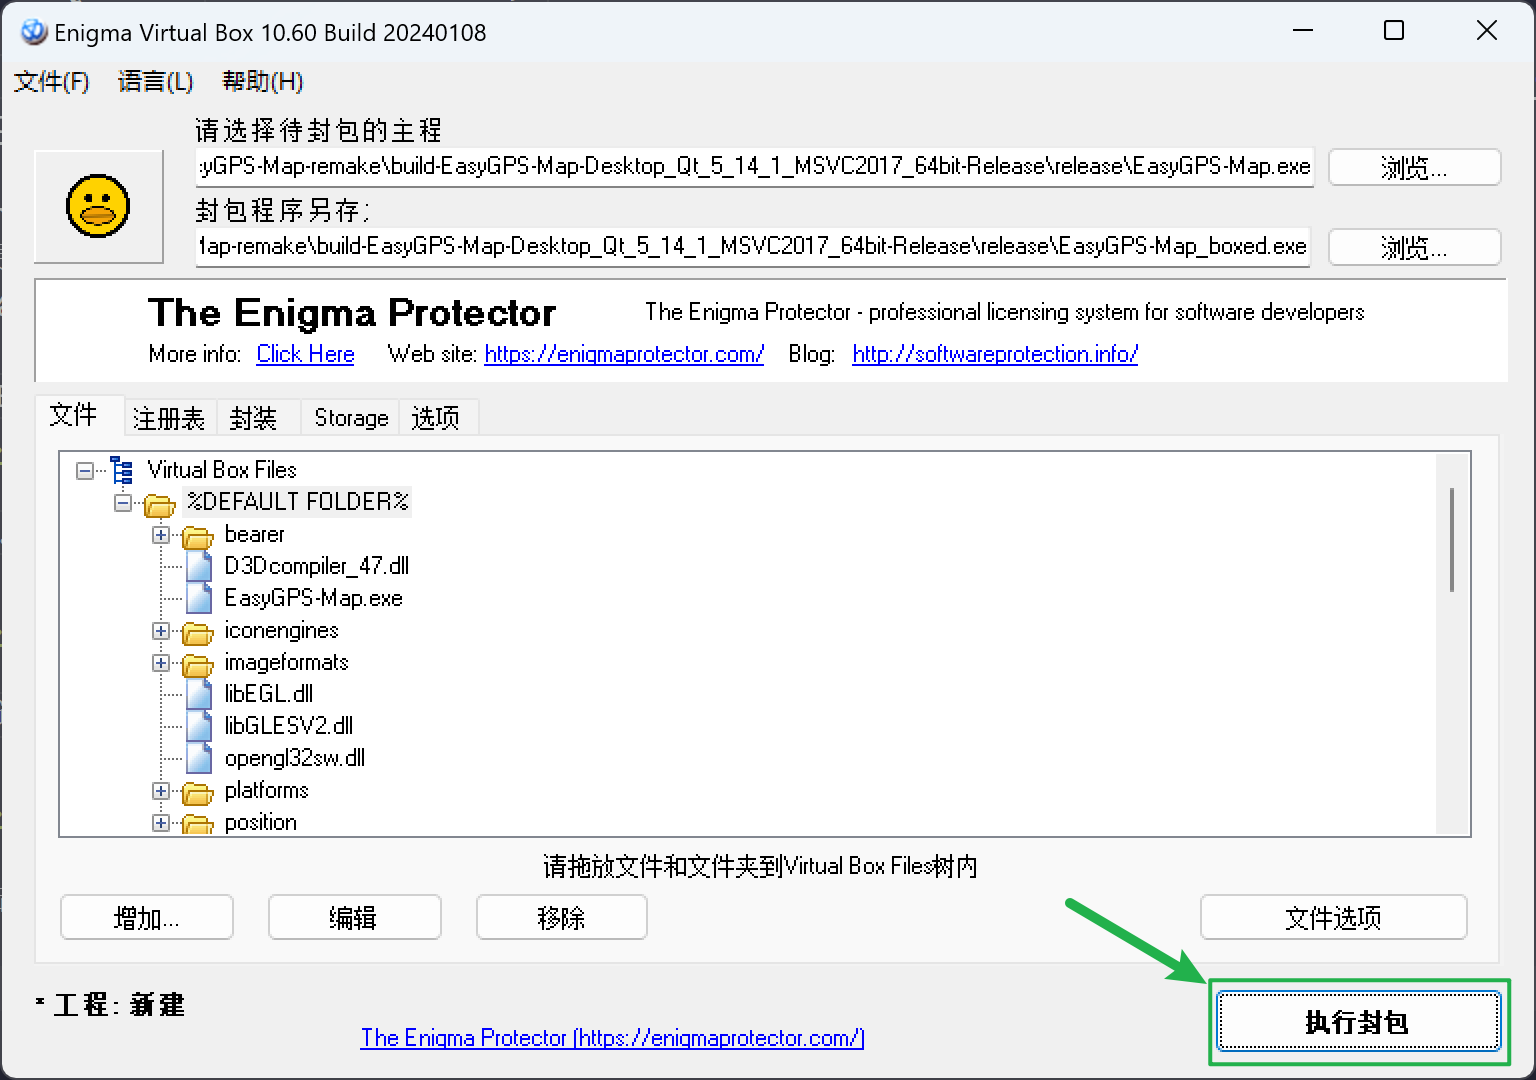 Enigma Virtual Box 10.60 Build 20240108
文件(F) 语言(L) 帮助(H)
请选择待封包的主程
yGPS-Map-remake\build-EasyGPS-Map-Desktop_Qt_5_14_1_MSVC2017_64bit-Release\release\EasyGPS-Map.exe 浏览...
封包程序另存:
Map-remake\build-EasyGPS-Map-Desktop_Qt_5_14_1_MSVC2017_64bit-Release\release\EasyGPS-Map_boxed.exe 浏览...
The Enigma Protector The Enigma Protector - professional licensing system for software developers
More info: Click Here Web site: https://enigmaprotector.com/ Blog: http://softwareprotection.info/
文件 注册表 封装 Storage 选项
Virtual Box Files
%DEFAULT FOLDER%
bearer
D3Dcompiler_47.dll
EasyGPS-Map.exe
iconengines
imageformats
libEGL.dll
libGLESV2.dll
opengl32sw.dll
platforms
position
请拖放文件和文件夹到Virtual Box Files树内
增加... 编辑 移除 文件选项
* 工程: 新建
The Enigma Protector (https://enigmaprotector.com/)
执行封包